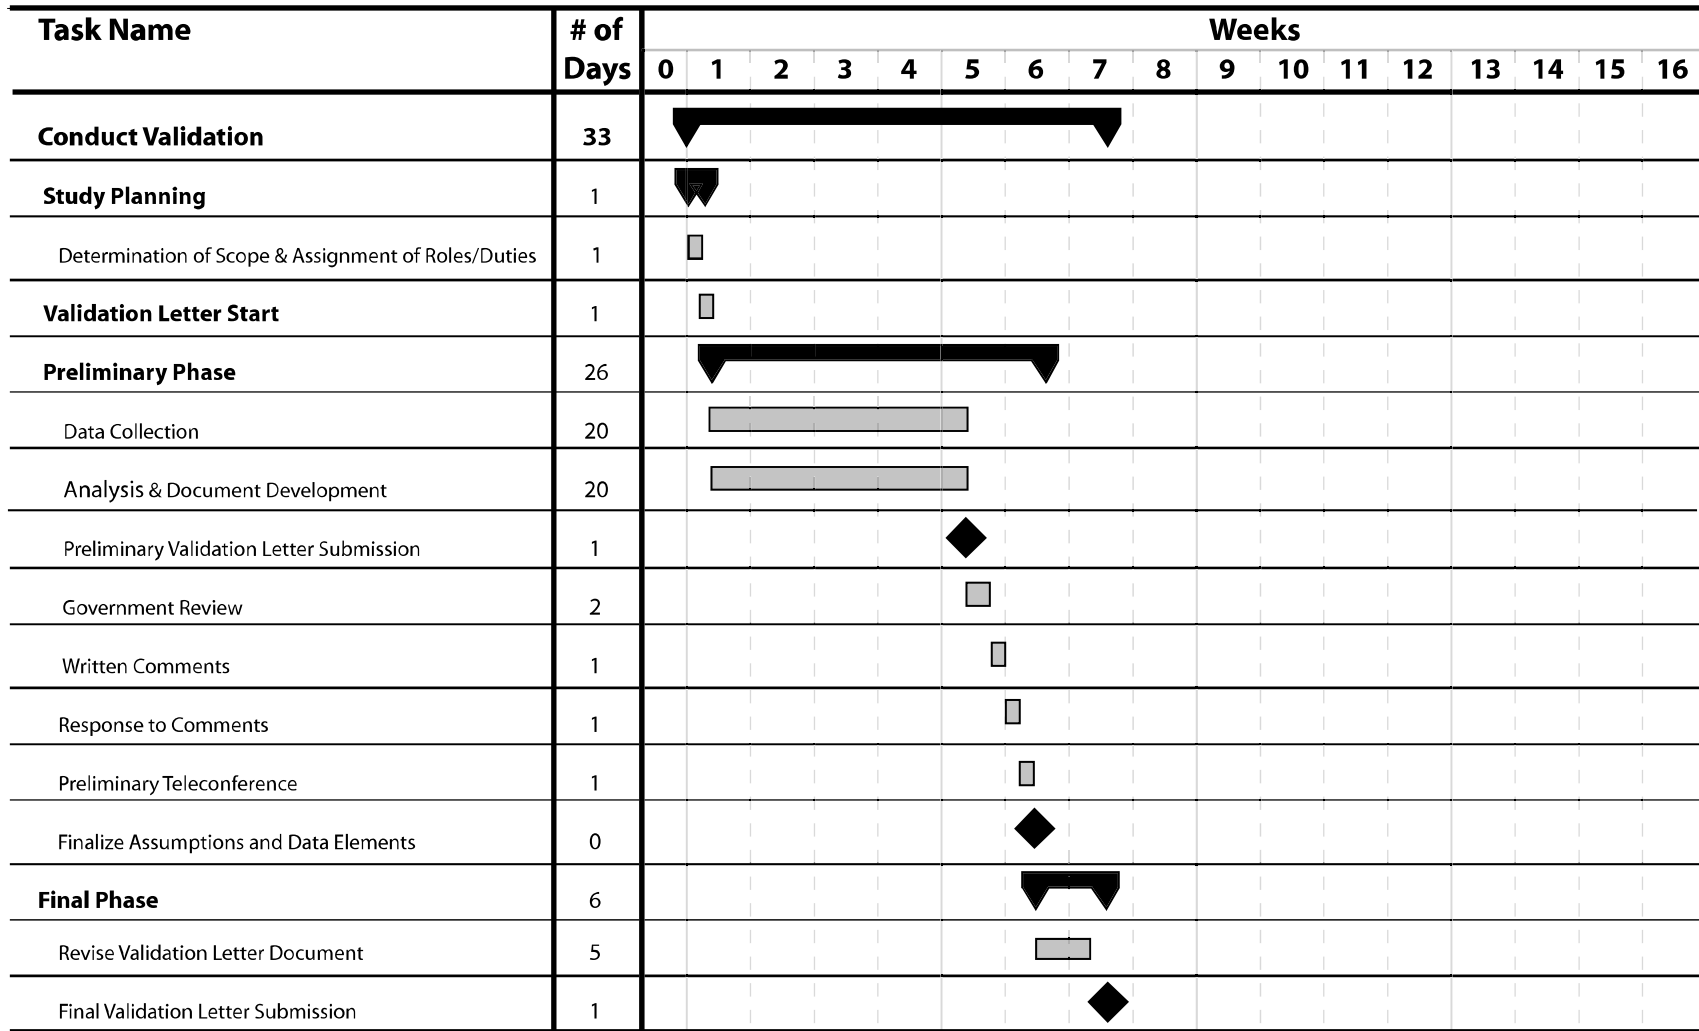 Task Name # of Days Weeks
0 1 2 3 4 5 6 7 8 9 10 11 12 13 14 15 16
Conduct Validation 33
Study Planning 1
Determination of Scope & Assignment of Roles/Duties 1
Validation Letter Start 1
Preliminary Phase 26
Data Collection 20
Analysis & Document Development 20
Preliminary Validation Letter Submission 1
Government Review 2
Written Comments 1
Response to Comments 1
Preliminary Teleconference 1
Finalize Assumptions and Data Elements 0
Final Phase 6
Revise Validation Letter Document 5
Final Validation Letter Submission 1